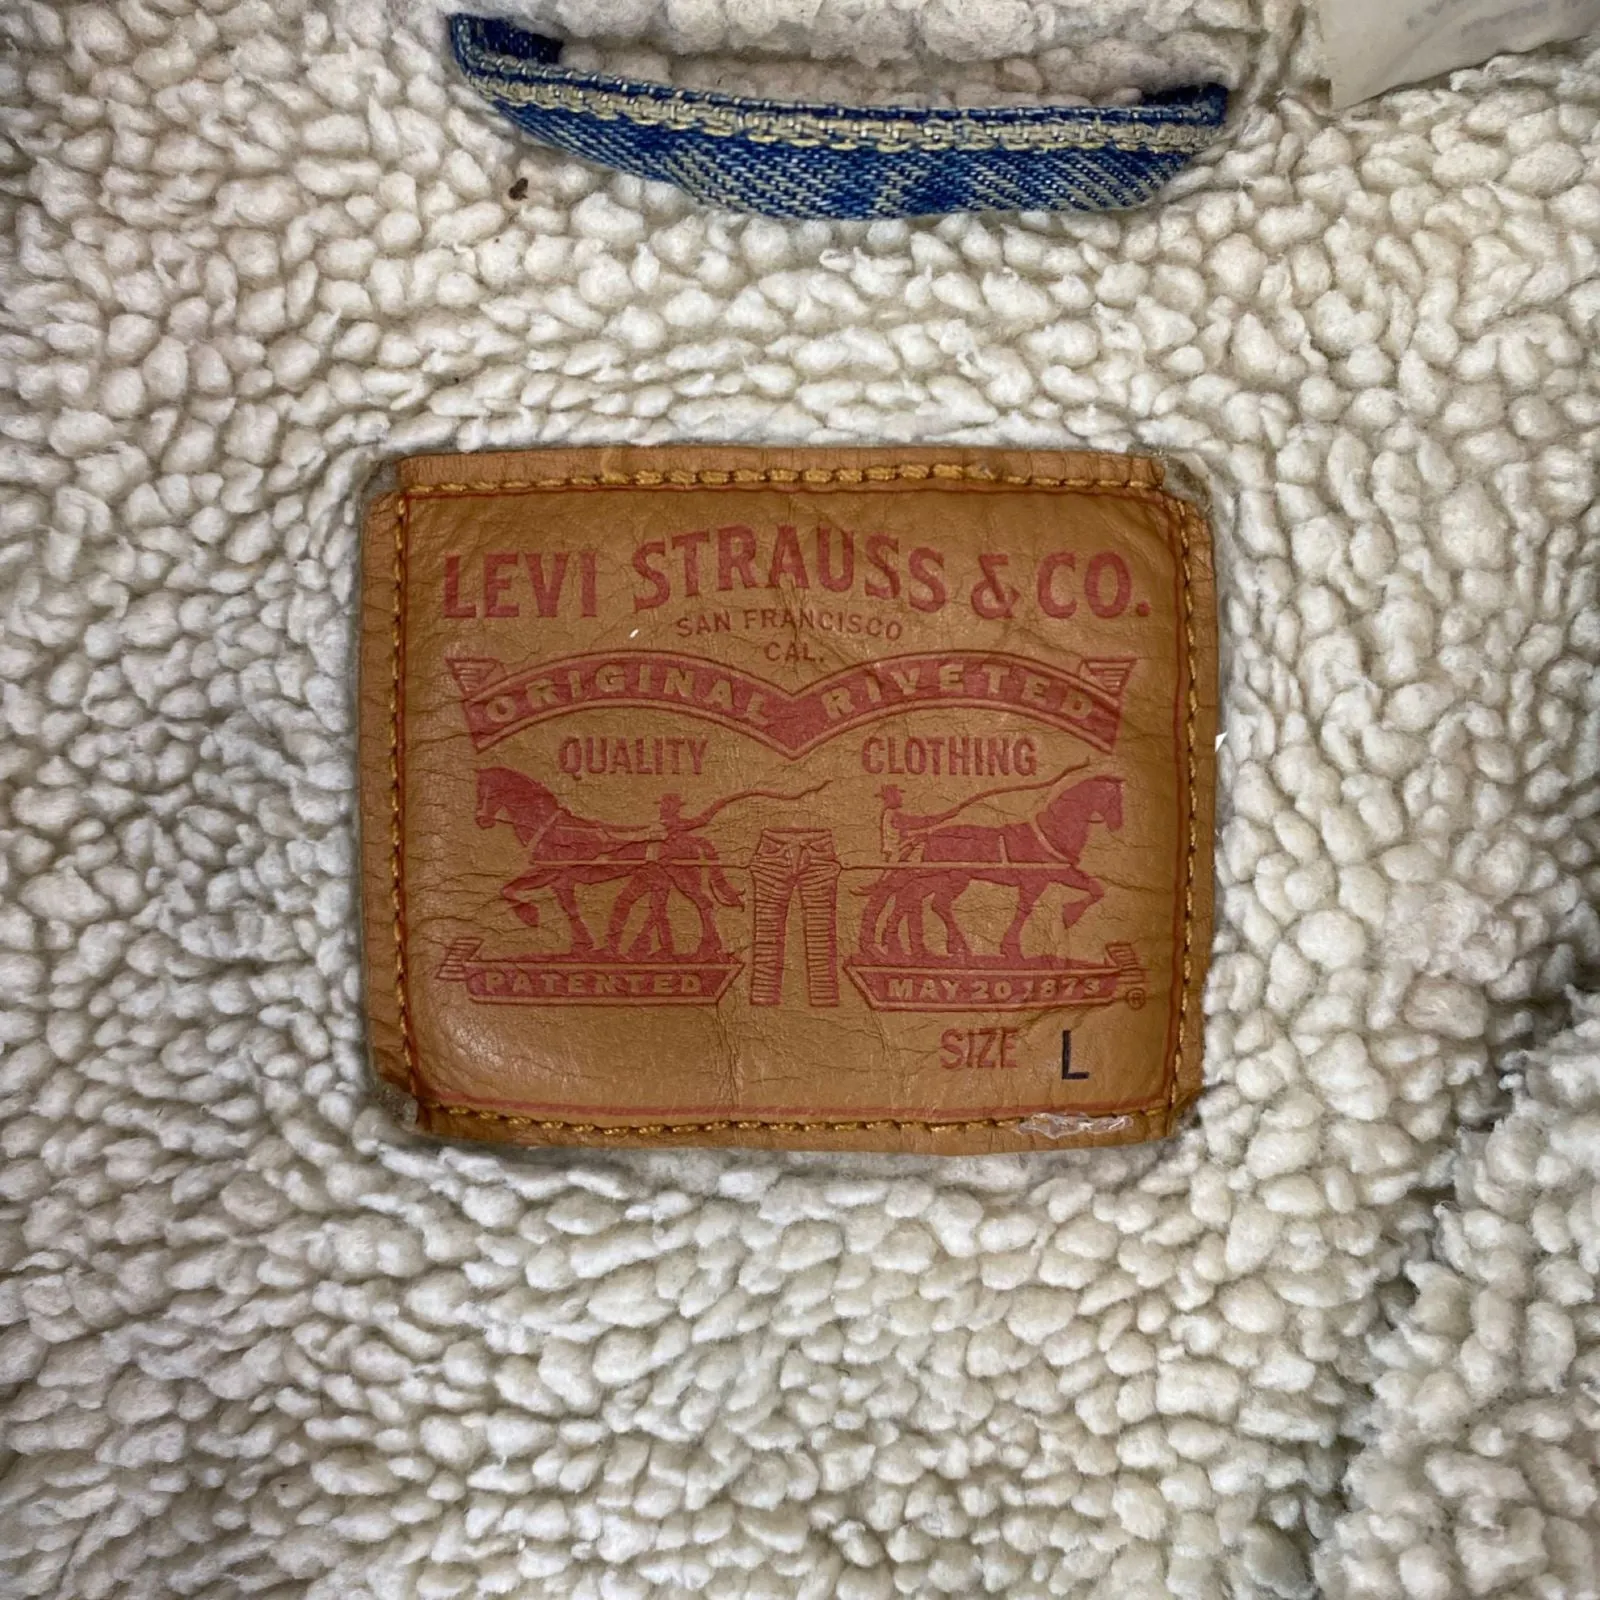 LEVI STRAUSS & CO.
SAN FRANCISCO
CAL.
ORIGINAL RIVETED
QUALITY CLOTHING
PATENTED MAY 20 1873 ®
SIZE L